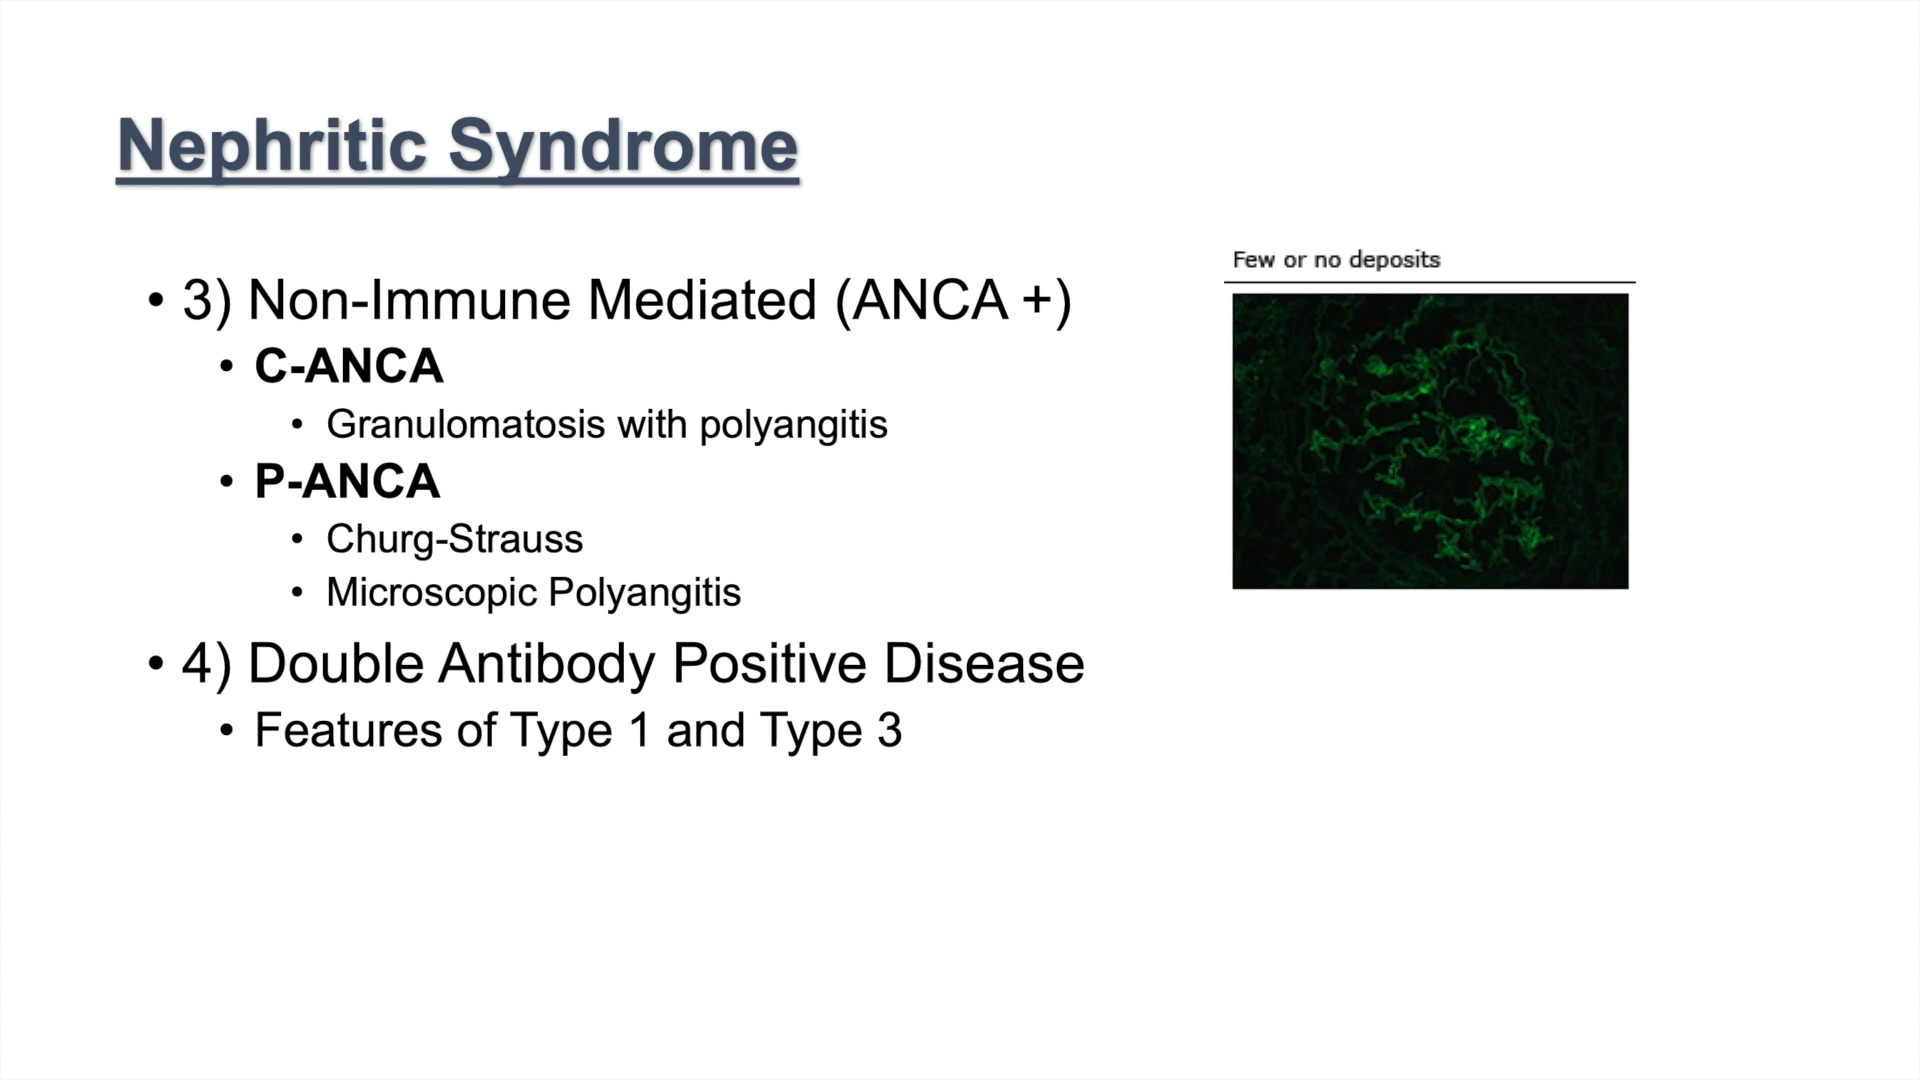 Nephritic Syndrome
• 3) Non-Immune Mediated (ANCA +)
• C-ANCA
• Granulomatosis with polyangitis
• P-ANCA
• Churg-Strauss
• Microscopic Polyangitis
• 4) Double Antibody Positive Disease
• Features of Type 1 and Type 3
Few or no deposits